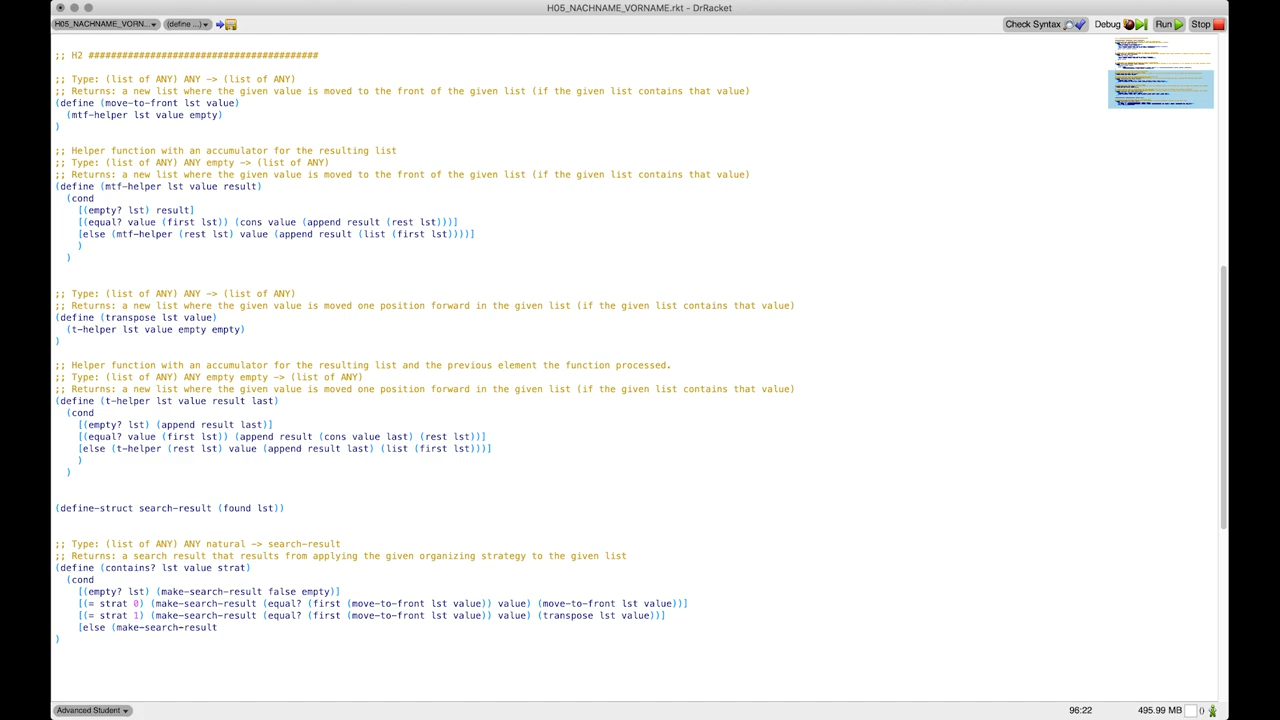 H05_NACHNAME_VORNAME.rkt - DrRacket
H05_NACHNAME_VORN... (define ...) Check Syntax Debug Run Stop
;; H2 #########################################
;; Type: (list of ANY) ANY -> (list of ANY)
;; Returns: a new list where the given value is moved to the front of the given list (if the given list contains that value)
(define (move-to-front lst value)
  (mtf-helper lst value empty)
)
;; Helper function with an accumulator for the resulting list
;; Type: (list of ANY) ANY empty -> (list of ANY)
;; Returns: a new list where the given value is moved to the front of the given list (if the given list contains that value)
(define (mtf-helper lst value result)
  (cond
    [(empty? lst) result]
    [(equal? value (first lst)) (cons value (append result (rest lst)))]
    [else (mtf-helper (rest lst) value (append result (list (first lst))))]
    )
  )
;; Type: (list of ANY) ANY -> (list of ANY)
;; Returns: a new list where the given value is moved one position forward in the given list (if the given list contains that value)
(define (transpose lst value)
  (t-helper lst value empty empty)
)
;; Helper function with an accumulator for the resulting list and the previous element the function processed.
;; Type: (list of ANY) ANY empty empty -> (list of ANY)
;; Returns: a new list where the given value is moved one position forward in the given list (if the given list contains that value)
(define (t-helper lst value result last)
  (cond
    [(empty? lst) (append result last)]
    [(equal? value (first lst)) (append result (cons value last) (rest lst))]
    [else (t-helper (rest lst) value (append result last) (list (first lst)))]
    )
  )
(define-struct search-result (found lst))
;; Type: (list of ANY) ANY natural -> search-result
;; Returns: a search result that results from applying the given organizing strategy to the given list
(define (contains? lst value strat)
  (cond
    [(empty? lst) (make-search-result false empty)]
    [(= strat 0) (make-search-result (equal? (first (move-to-front lst value)) value) (move-to-front lst value))]
    [(= strat 1) (make-search-result (equal? (first (move-to-front lst value)) value) (transpose lst value))]
    [else (make-search-result
)
Advanced Student 96:22 495.99 MB ()